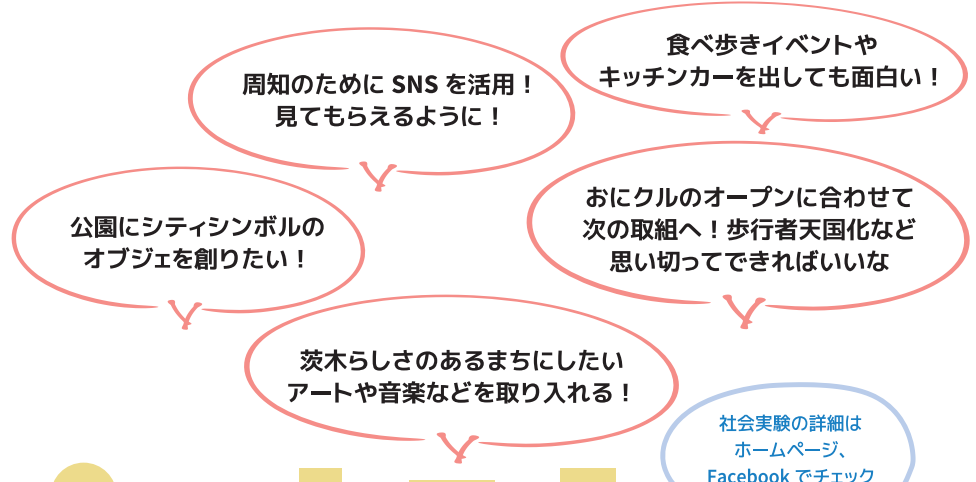 食べ歩きイベントや
キッチンカーを出しても面白い！
周知のために SNS を活用！
見てもらえるように！
おにクルのオープンに合わせて
次の取組へ！歩行者天国化など
思い切ってできればいいな
公園にシティシンボルの
オブジェを創りたい！
茨木らしさのあるまちにしたい
アートや音楽などを取り入れる！
社会実験の詳細は
ホームページ、
Facebook でチェック